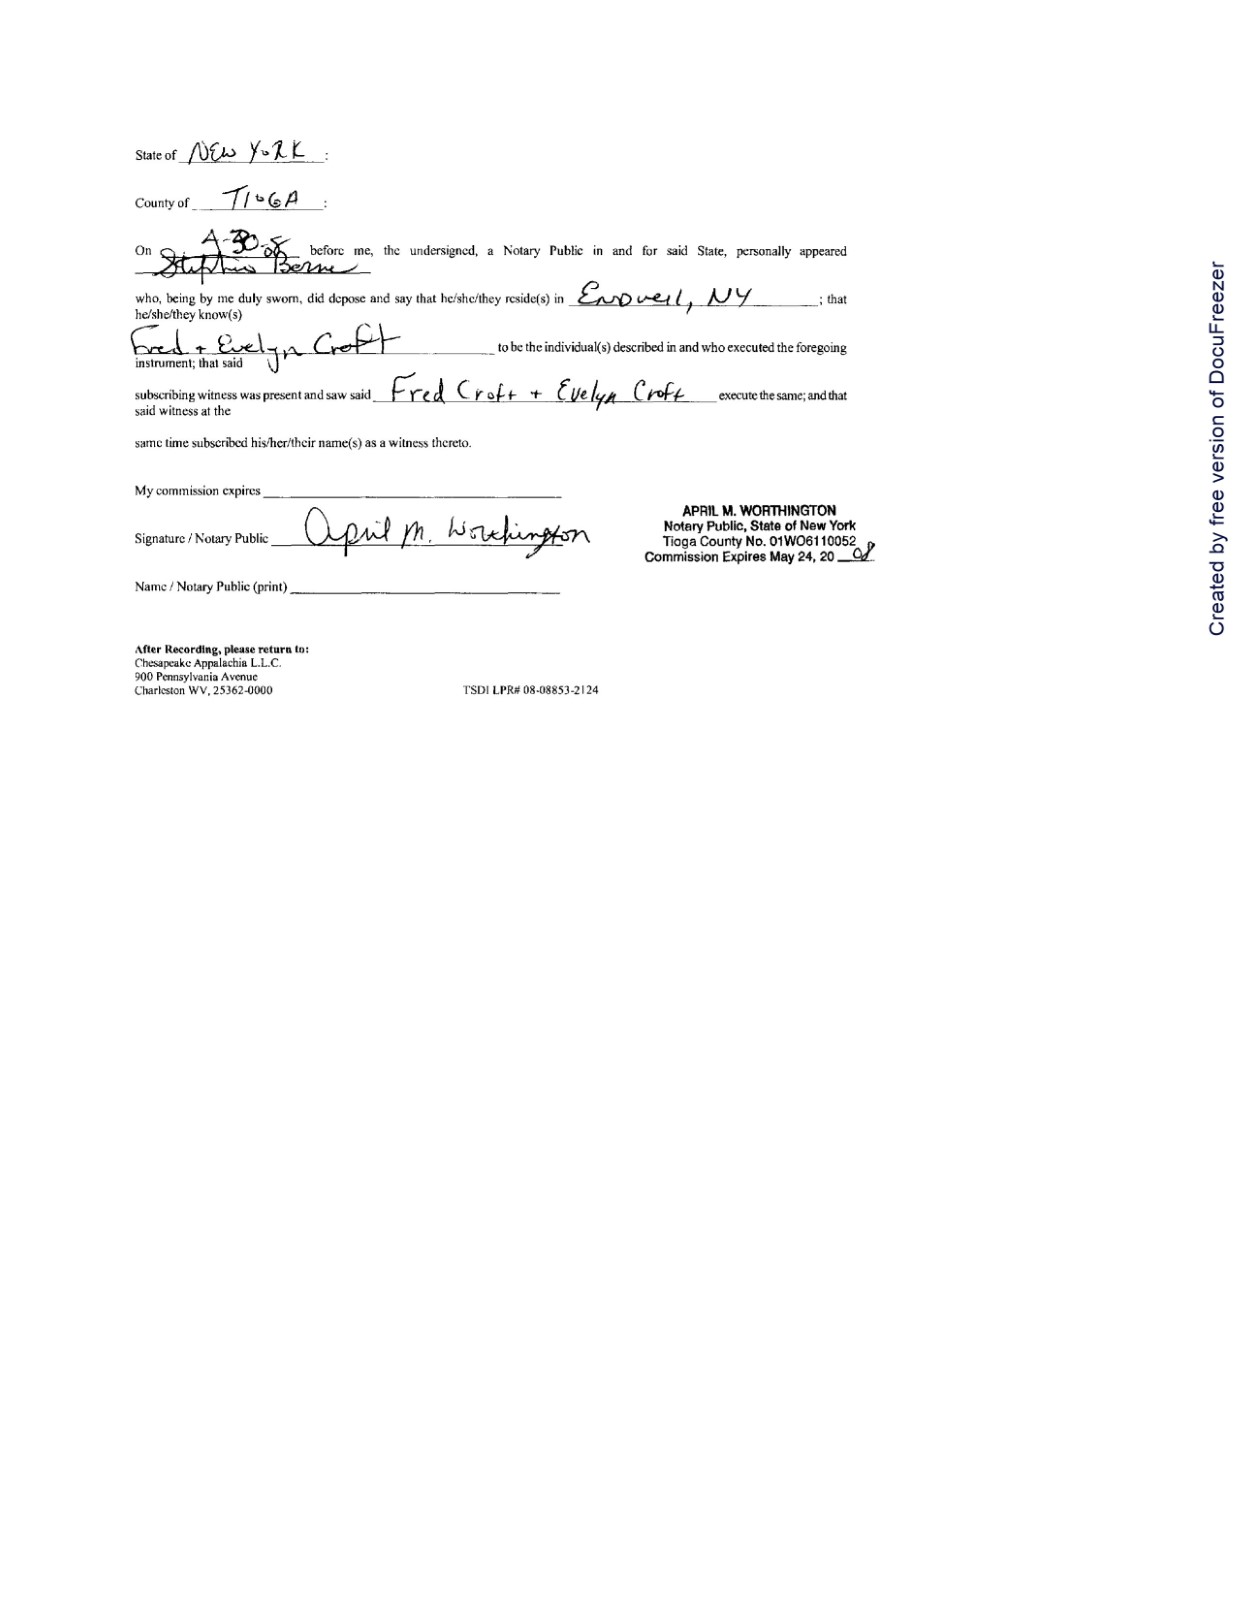 State of NEW YORK :
County of TIOGA :
On before me, the undersigned, a Notary Public in and for said State, personally appeared
who, being by me duly sworn, did depose and say that he/she/they reside(s) in Endwell, NY ; that
he/she/they know(s)
Fred + Evelyn Croft to be the individual(s) described in and who executed the foregoing
instrument; that said
subscribing witness was present and saw said Fred Croft + Evelyn Croft execute the same; and that
said witness at the
same time subscribed his/her/their name(s) as a witness thereto.
My commission expires
Signature / Notary Public April M. Worthington
APRIL M. WORTHINGTON
Notary Public, State of New York
Tioga County No. 01WO6110052
Commission Expires May 24, 20 08
Name / Notary Public (print)
After Recording, please return to:
Chesapeake Appalachia L.L.C.
900 Pennsylvania Avenue
Charleston WV, 25362-0000
TSDI LPR# 08-08853-2124
Created by free version of DocuFreezer